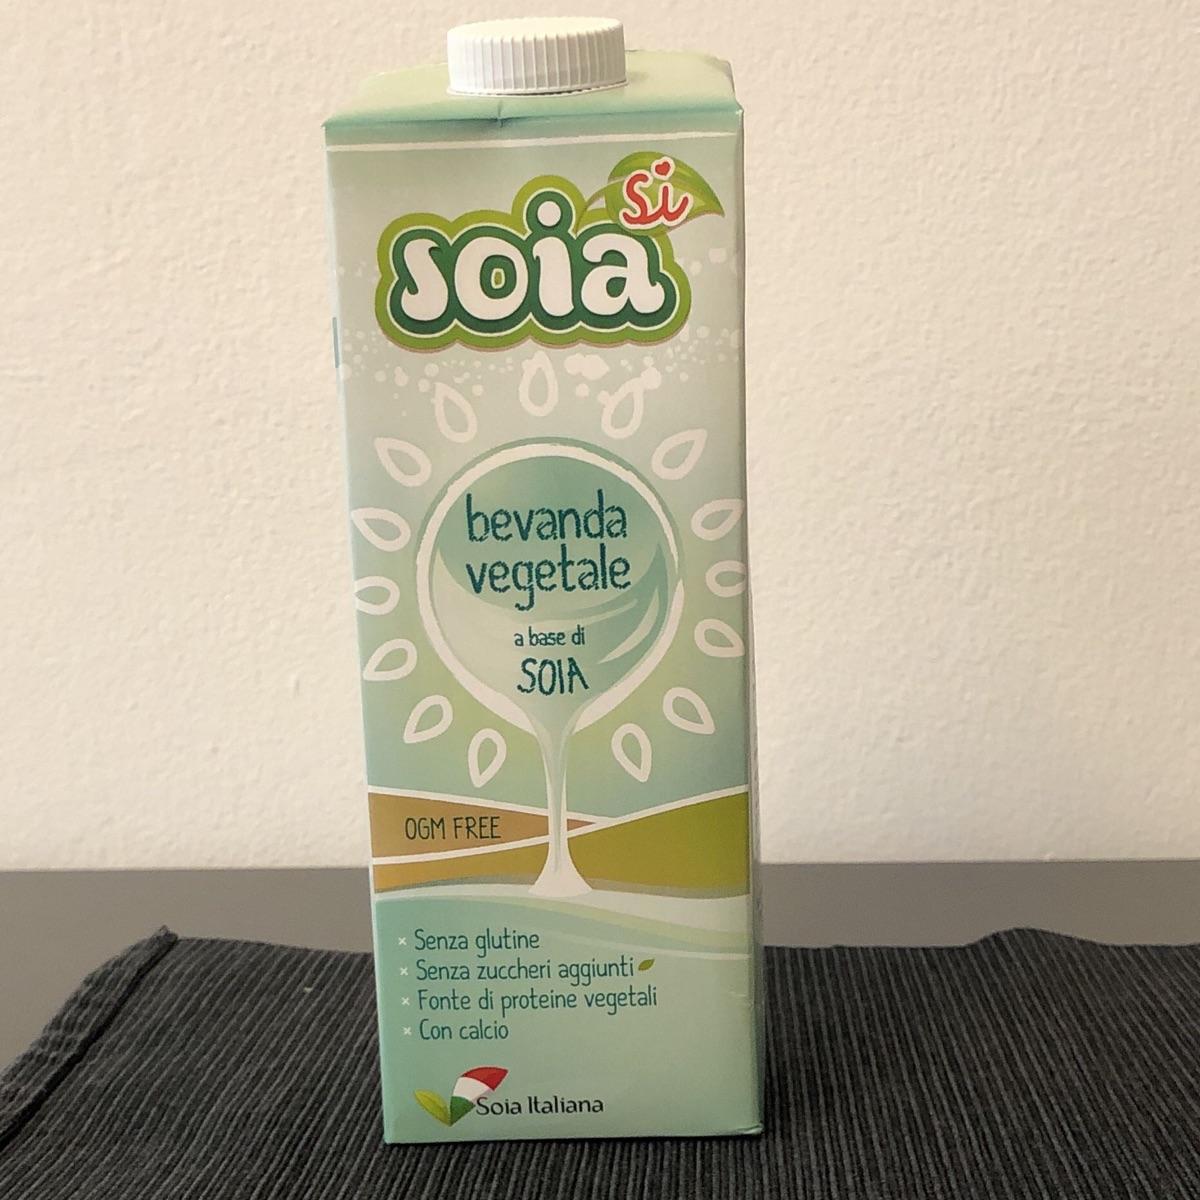 soia
si
bevanda
vegetale
a base di
SOIA
OGM FREE
Senza glutine
Senza zuccheri aggiunti
Fonte di proteine vegetali
Con calcio
Soia Italiana